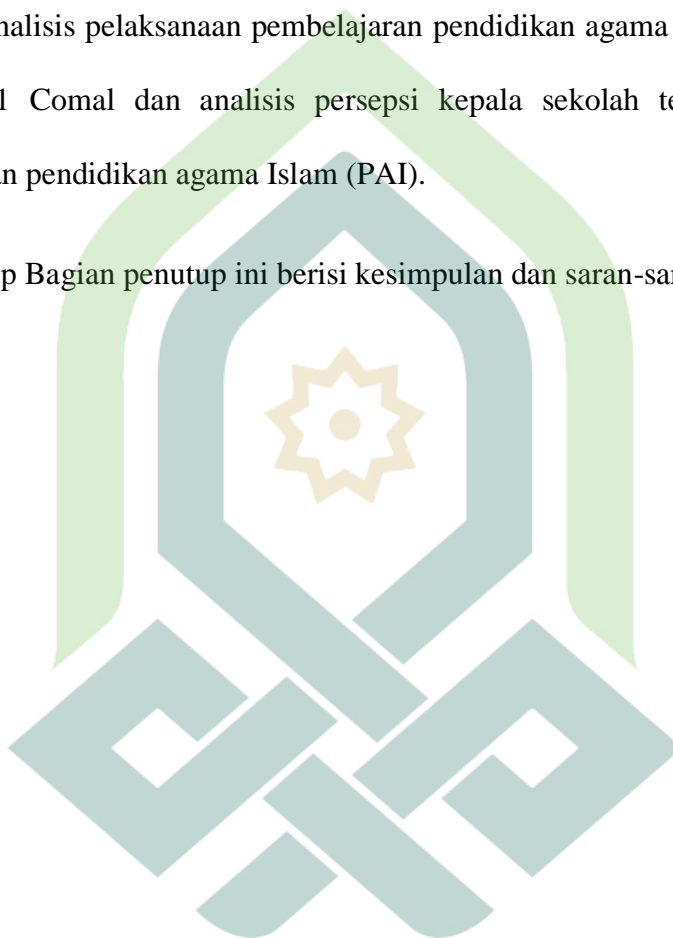 nalisis pelaksanaan pembelajaran pendidikan agama
1 Comal dan analisis persepsi kepala sekolah te
an pendidikan agama Islam (PAI).
p Bagian penutup ini berisi kesimpulan dan saran-sar